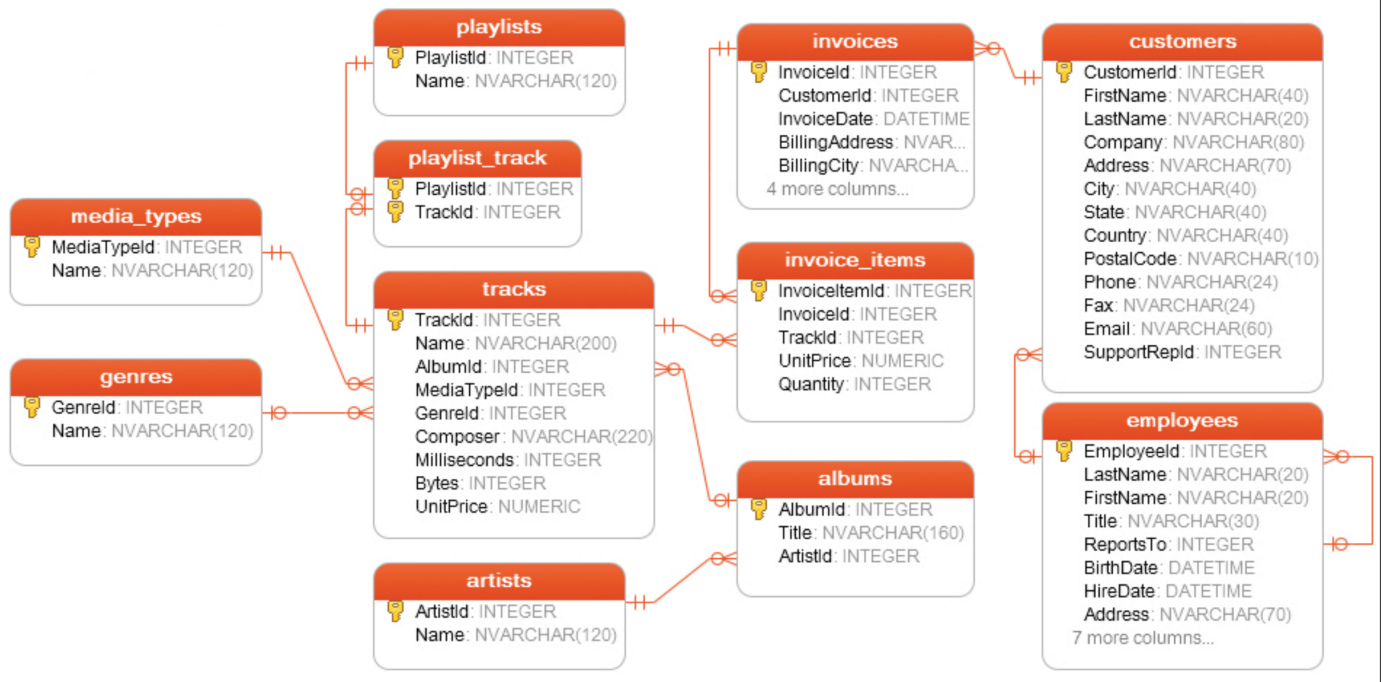 playlists
PlaylistId: INTEGER
Name: NVARCHAR(120)
playlist_track
PlaylistId: INTEGER
TrackId: INTEGER
media_types
MediaTypeId: INTEGER
Name: NVARCHAR(120)
genres
GenreId: INTEGER
Name: NVARCHAR(120)
tracks
TrackId: INTEGER
Name: NVARCHAR(200)
AlbumId: INTEGER
MediaTypeId: INTEGER
GenreId: INTEGER
Composer: NVARCHAR(220)
Milliseconds: INTEGER
Bytes: INTEGER
UnitPrice: NUMERIC
artists
ArtistId: INTEGER
Name: NVARCHAR(120)
invoices
InvoiceId: INTEGER
CustomerId: INTEGER
InvoiceDate: DATETIME
BillingAddress: NVAR...
BillingCity: NVARCHA...
4 more columns...
invoice_items
InvoiceItemId: INTEGER
InvoiceId: INTEGER
TrackId: INTEGER
UnitPrice: NUMERIC
Quantity: INTEGER
albums
AlbumId: INTEGER
Title: NVARCHAR(160)
ArtistId: INTEGER
customers
CustomerId: INTEGER
FirstName: NVARCHAR(40)
LastName: NVARCHAR(20)
Company: NVARCHAR(80)
Address: NVARCHAR(70)
City: NVARCHAR(40)
State: NVARCHAR(40)
Country: NVARCHAR(40)
PostalCode: NVARCHAR(10)
Phone: NVARCHAR(24)
Fax: NVARCHAR(24)
Email: NVARCHAR(60)
SupportRepId: INTEGER
employees
EmployeeId: INTEGER
LastName: NVARCHAR(20)
FirstName: NVARCHAR(20)
Title: NVARCHAR(30)
ReportsTo: INTEGER
BirthDate: DATETIME
HireDate: DATETIME
Address: NVARCHAR(70)
7 more columns...